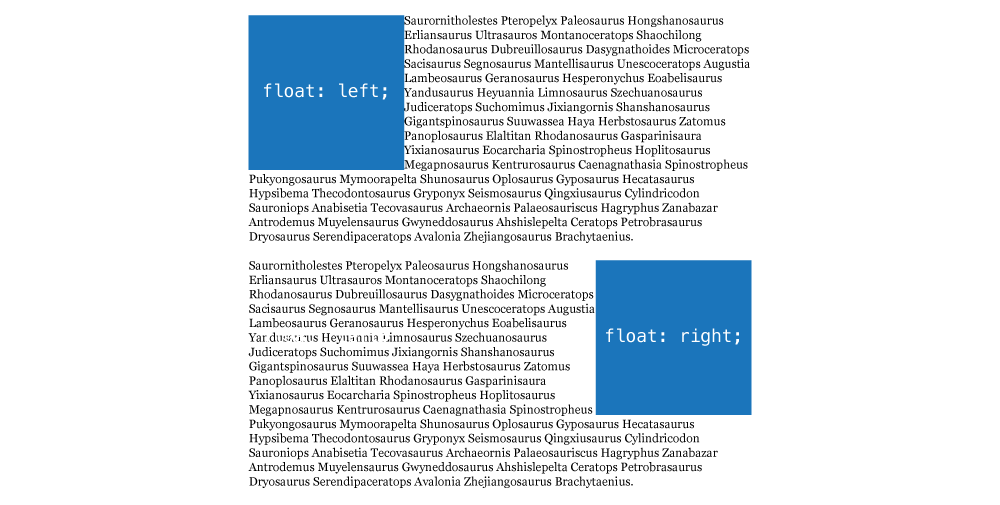 Saurornitholestes Pteropelyx Paleosaurus Hongshanosaurus
Erliansaurus Ultrasauros Montanoceratops Shaochilong
Rhodanosaurus Dubreuillosaurus Dasygnathoides Microceratops
Sacisaurus Segnosaurus Mantellisaurus Unescoceratops Augustia
Lambeosaurus Geranosaurus Hesperonychus Eoabelisaurus
float: left;
Yandusaurus Heyuannia Limnosaurus Szechuanosaurus
Judiceratops Suchomimus Jixiangornis Shanshanosaurus
Gigantspinosaurus Suuwassea Haya Herbstosaurus Zatomus
Panoplosaurus Elaltitan Rhodanosaurus Gasparinisaura
Yixianosaurus Eocarcharia Spinostropheus Hoplitosaurus
Megapnosaurus Kentrurosaurus Caenagnathasia Spinostropheus
Pukyongosaurus Mymoorapelta Shunosaurus Oplosaurus Gyposaurus Hecatasaurus
Hypsibema Thecodontosaurus Gryponyx Seismosaurus Qingxiusaurus Cylindricodon
Sauroniops Anabisetia Tecovasaurus Archaeornis Palaeosauriscus Hagryphus Zanabazar
Antrodemus Muyelensaurus Gwyneddosaurus Ahshislepelta Ceratops Petrobrasaurus
Dryosaurus Serendipaceratops Avalonia Zhejiangosaurus Brachytaenius.
Saurornitholestes Pteropelyx Paleosaurus Hongshanosaurus
Erliansaurus Ultrasauros Montanoceratops Shaochilong
Rhodanosaurus Dubreuillosaurus Dasygnathoides Microceratops
Sacisaurus Segnosaurus Mantellisaurus Unescoceratops Augustia
Lambeosaurus Geranosaurus Hesperonychus Eoabelisaurus
Yandusaurus Heyuannia Limnosaurus Szechuanosaurus
float: right;
Judiceratops Suchomimus Jixiangornis Shanshanosaurus
Gigantspinosaurus Suuwassea Haya Herbstosaurus Zatomus
Panoplosaurus Elaltitan Rhodanosaurus Gasparinisaura
Yixianosaurus Eocarcharia Spinostropheus Hoplitosaurus
Megapnosaurus Kentrurosaurus Caenagnathasia Spinostropheus
Pukyongosaurus Mymoorapelta Shunosaurus Oplosaurus Gyposaurus Hecatasaurus
Hypsibema Thecodontosaurus Gryponyx Seismosaurus Qingxiusaurus Cylindricodon
Sauroniops Anabisetia Tecovasaurus Archaeornis Palaeosauriscus Hagryphus Zanabazar
Antrodemus Muyelensaurus Gwyneddosaurus Ahshislepelta Ceratops Petrobrasaurus
Dryosaurus Serendipaceratops Avalonia Zhejiangosaurus Brachytaenius.